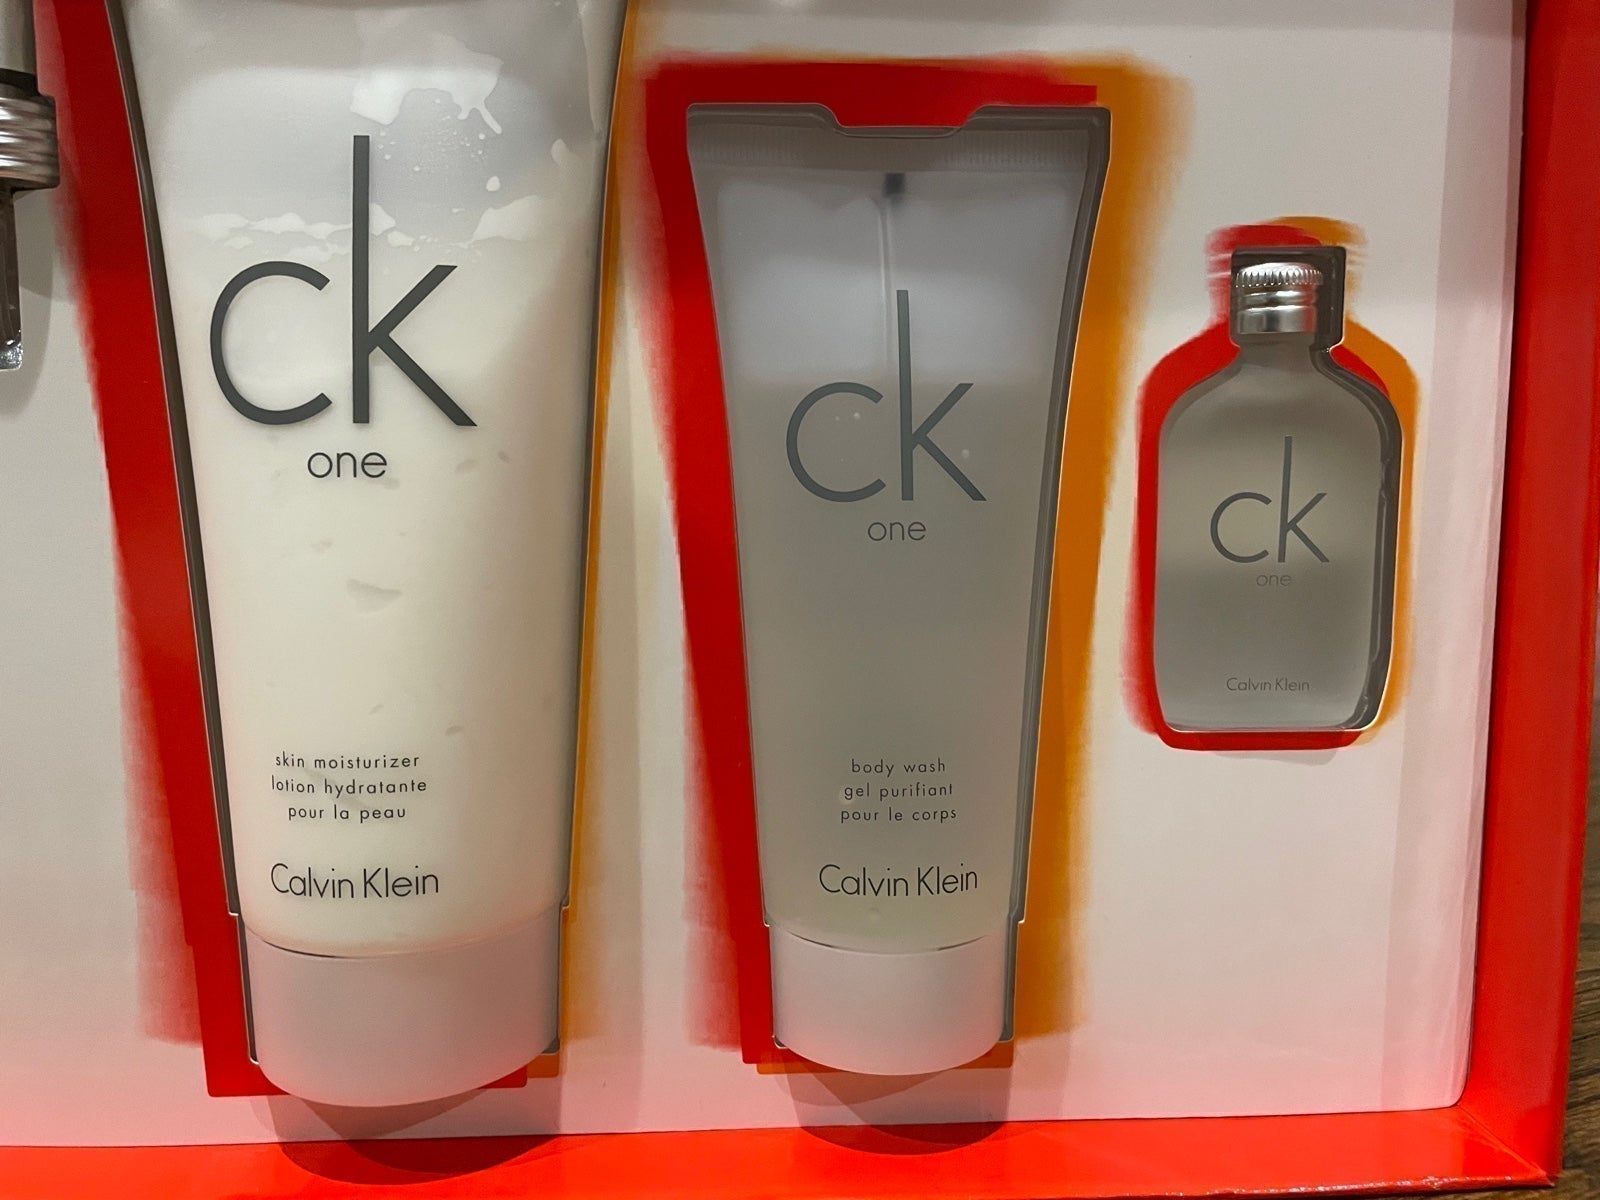 ck
one
skin moisturizer
lotion hydratante
pour la peau
Calvin Klein
ck
one
body wash
gel purifiant
pour le corps
Calvin Klein
ck
one
Calvin Klein